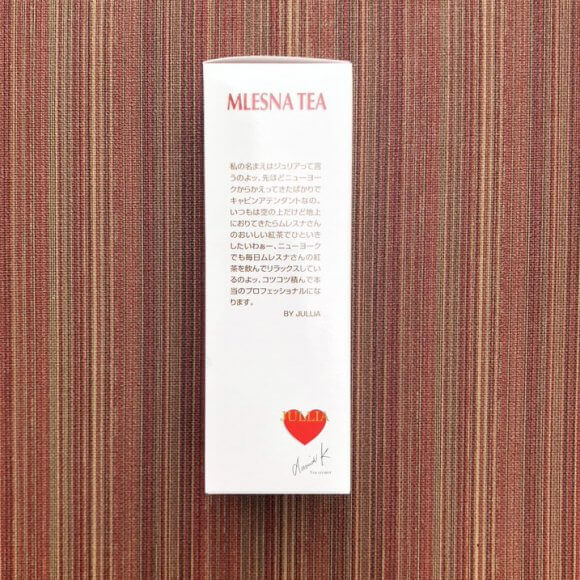 MLESNA TEA
私の名まえはジュリアって言
うのよッ、先ほどニューヨー
クからかえってきたばかりで
キャビンアテンダントなの。
いつもは空の上だけど地上
におりてきたらムレスナさん
のおいしい紅茶でひといき
したいわぁー、ニューヨーク
でも毎日ムレスナさんの紅
茶を飲んでリラックスしてい
るのよッ、コツコツ積んで本
当のプロフェッショナルにな
ります。
BY JULLIA
JULLIA